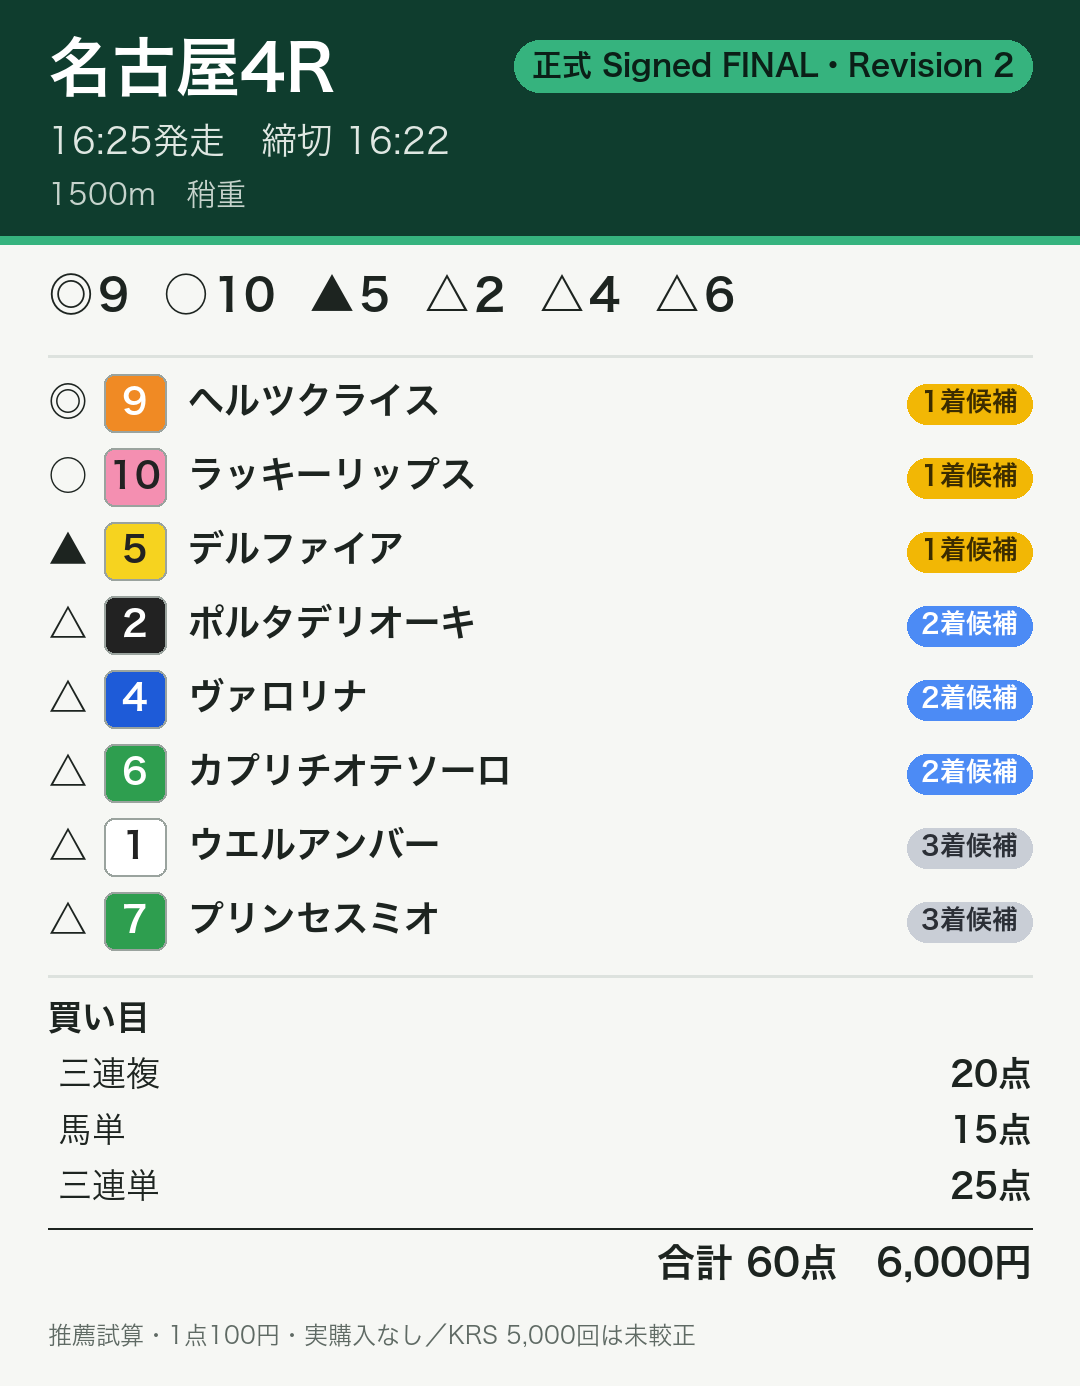 名古屋4R
正式 Signed FINAL・Revision 2
16:25発走　締切 16:22
1500m　稍重
◎9 ○10 ▲5 △2 △4 △6
◎ 9 ヘルツクライス 1着候補
○ 10 ラッキーリップス 1着候補
▲ 5 デルファイア 1着候補
△ 2 ポルタデリオーキ 2着候補
△ 4 ヴァロリナ 2着候補
△ 6 カプリチオテソーロ 2着候補
△ 1 ウエルアンバー 3着候補
△ 7 プリンセスミオ 3着候補
買い目
三連複 20点
馬単 15点
三連単 25点
合計 60点　6,000円
推薦試算・1点100円・実購入なし／KRS 5,000回は未較正